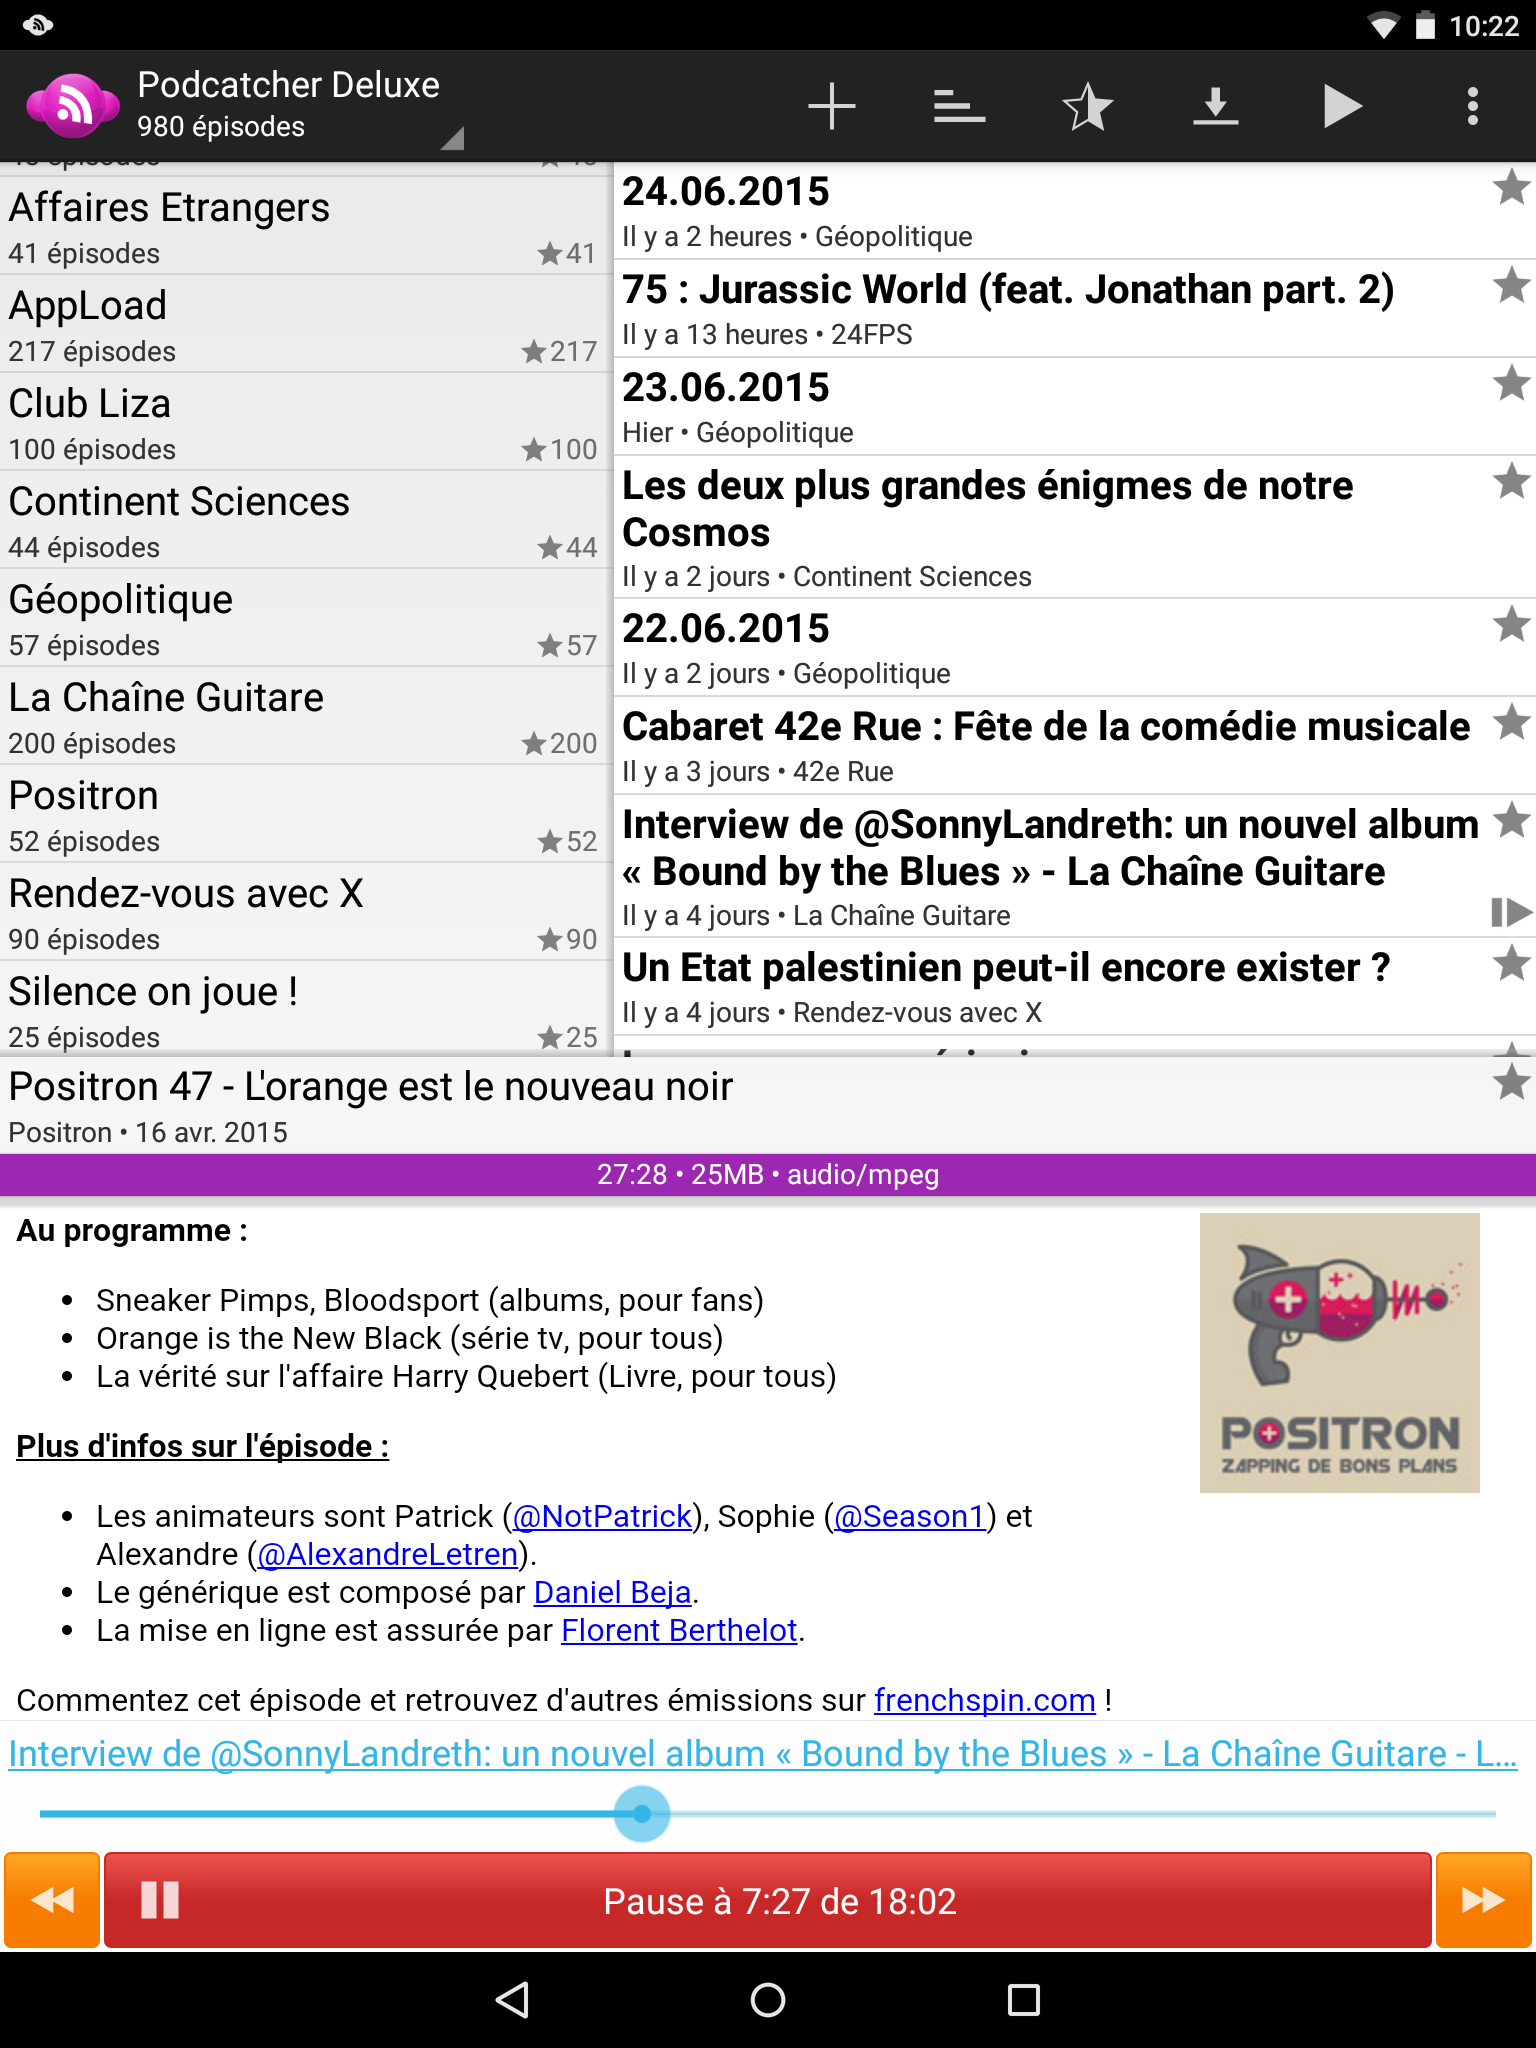 10:22
Podcatcher Deluxe
980 épisodes
Affaires Etrangers
41 épisodes
41
AppLoad
217 épisodes
217
Club Liza
100 épisodes
100
Continent Sciences
44 épisodes
44
Géopolitique
57 épisodes
57
La Chaîne Guitare
200 épisodes
200
Positron
52 épisodes
52
Rendez-vous avec X
90 épisodes
90
Silence on joue !
25 épisodes
25
24.06.2015
Il y a 2 heures • Géopolitique
75 : Jurassic World (feat. Jonathan part. 2)
Il y a 13 heures • 24FPS
23.06.2015
Hier • Géopolitique
Les deux plus grandes énigmes de notre
Cosmos
Il y a 2 jours • Continent Sciences
22.06.2015
Il y a 2 jours • Géopolitique
Cabaret 42e Rue : Fête de la comédie musicale
Il y a 3 jours • 42e Rue
Interview de @SonnyLandreth: un nouvel album
« Bound by the Blues » - La Chaîne Guitare
Il y a 4 jours • La Chaîne Guitare
Un Etat palestinien peut-il encore exister ?
Il y a 4 jours • Rendez-vous avec X
Positron 47 - L'orange est le nouveau noir
Positron • 16 avr. 2015
27:28 • 25MB • audio/mpeg
Au programme :
• Sneaker Pimps, Bloodsport (albums, pour fans)
• Orange is the New Black (série tv, pour tous)
• La vérité sur l'affaire Harry Quebert (Livre, pour tous)
POSITRON
ZAPPING DE BONS PLANS
Plus d'infos sur l'épisode :
• Les animateurs sont Patrick (@NotPatrick), Sophie (@Season1) et
Alexandre (@AlexandreLetren).
• Le générique est composé par Daniel Beja.
• La mise en ligne est assurée par Florent Berthelot.
Commentez cet épisode et retrouvez d'autres émissions sur frenchspin.com !
Interview de @SonnyLandreth: un nouvel album « Bound by the Blues » - La Chaîne Guitare - L…
Pause à 7:27 de 18:02